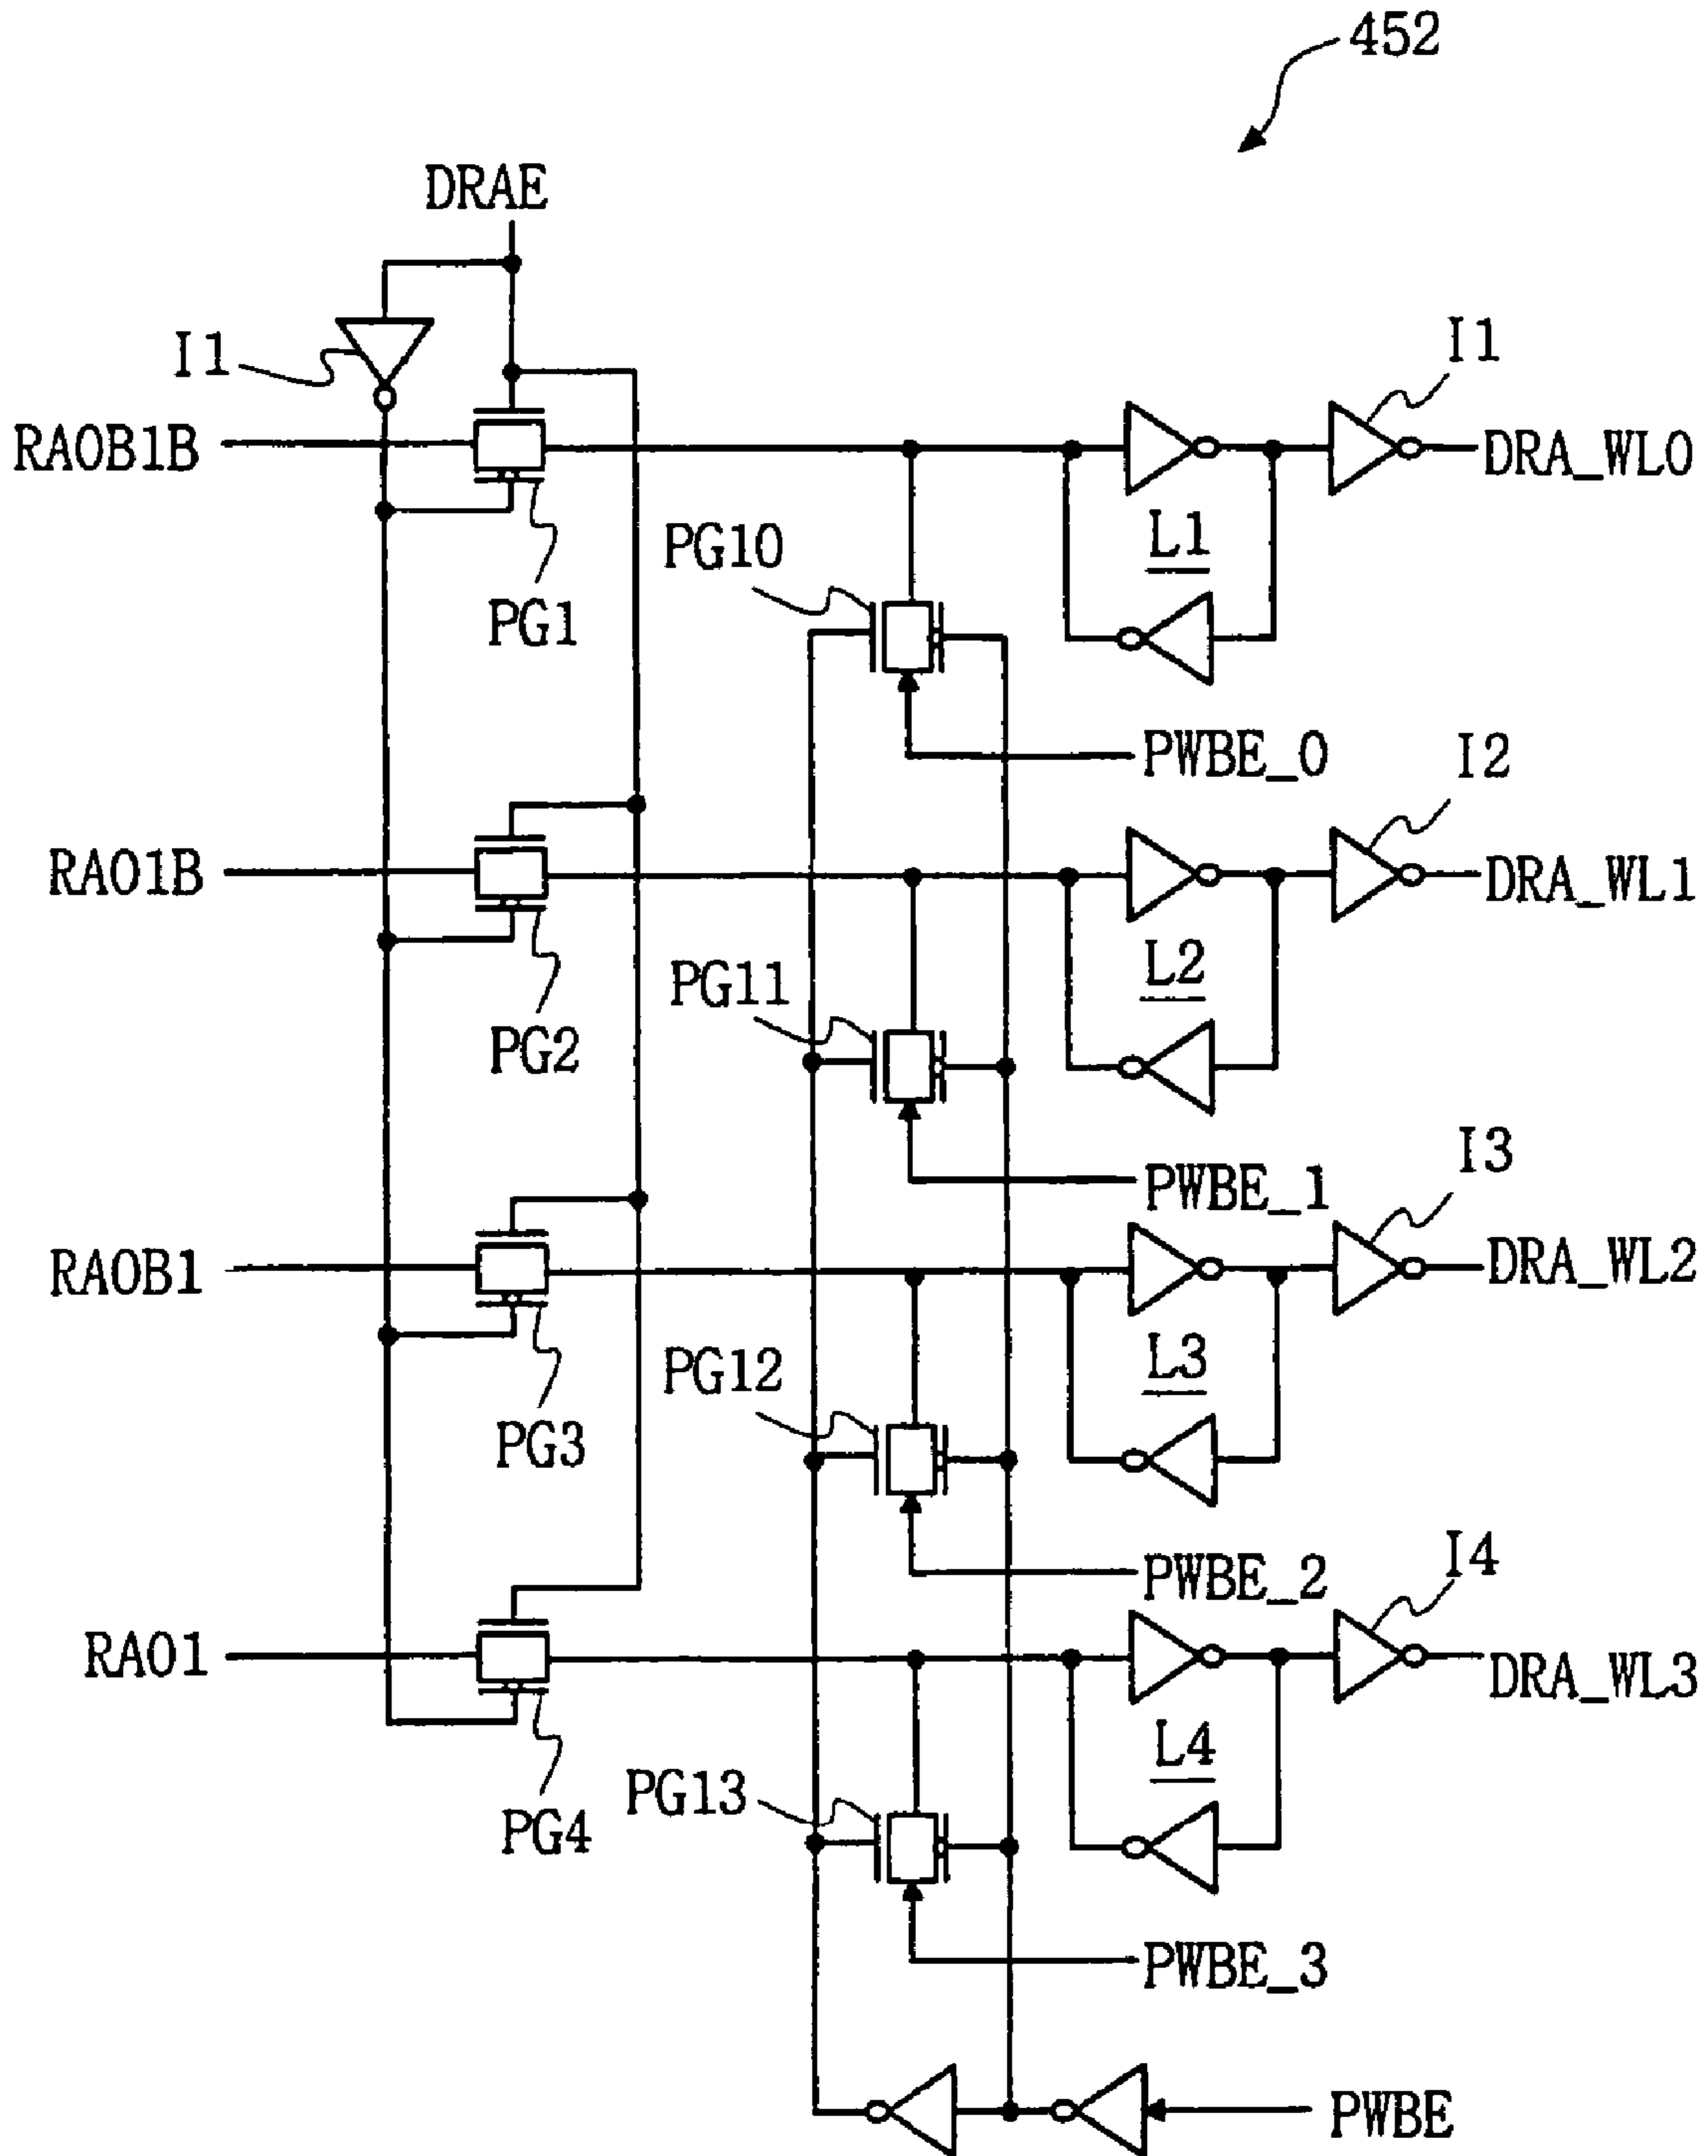 452
DRAE
I1
I1
RA0B1B
DRA_WL0
L1
PG10
PG1
PWBE_0
I2
RA01B
DRA_WL1
L2
PG11
PG2
PWBE_1
I3
RA0B1
DRA_WL2
L3
PG12
PG3
PWBE_2
I4
RA01
DRA_WL3
L4
PG13
PG4
PWBE_3
PWBE